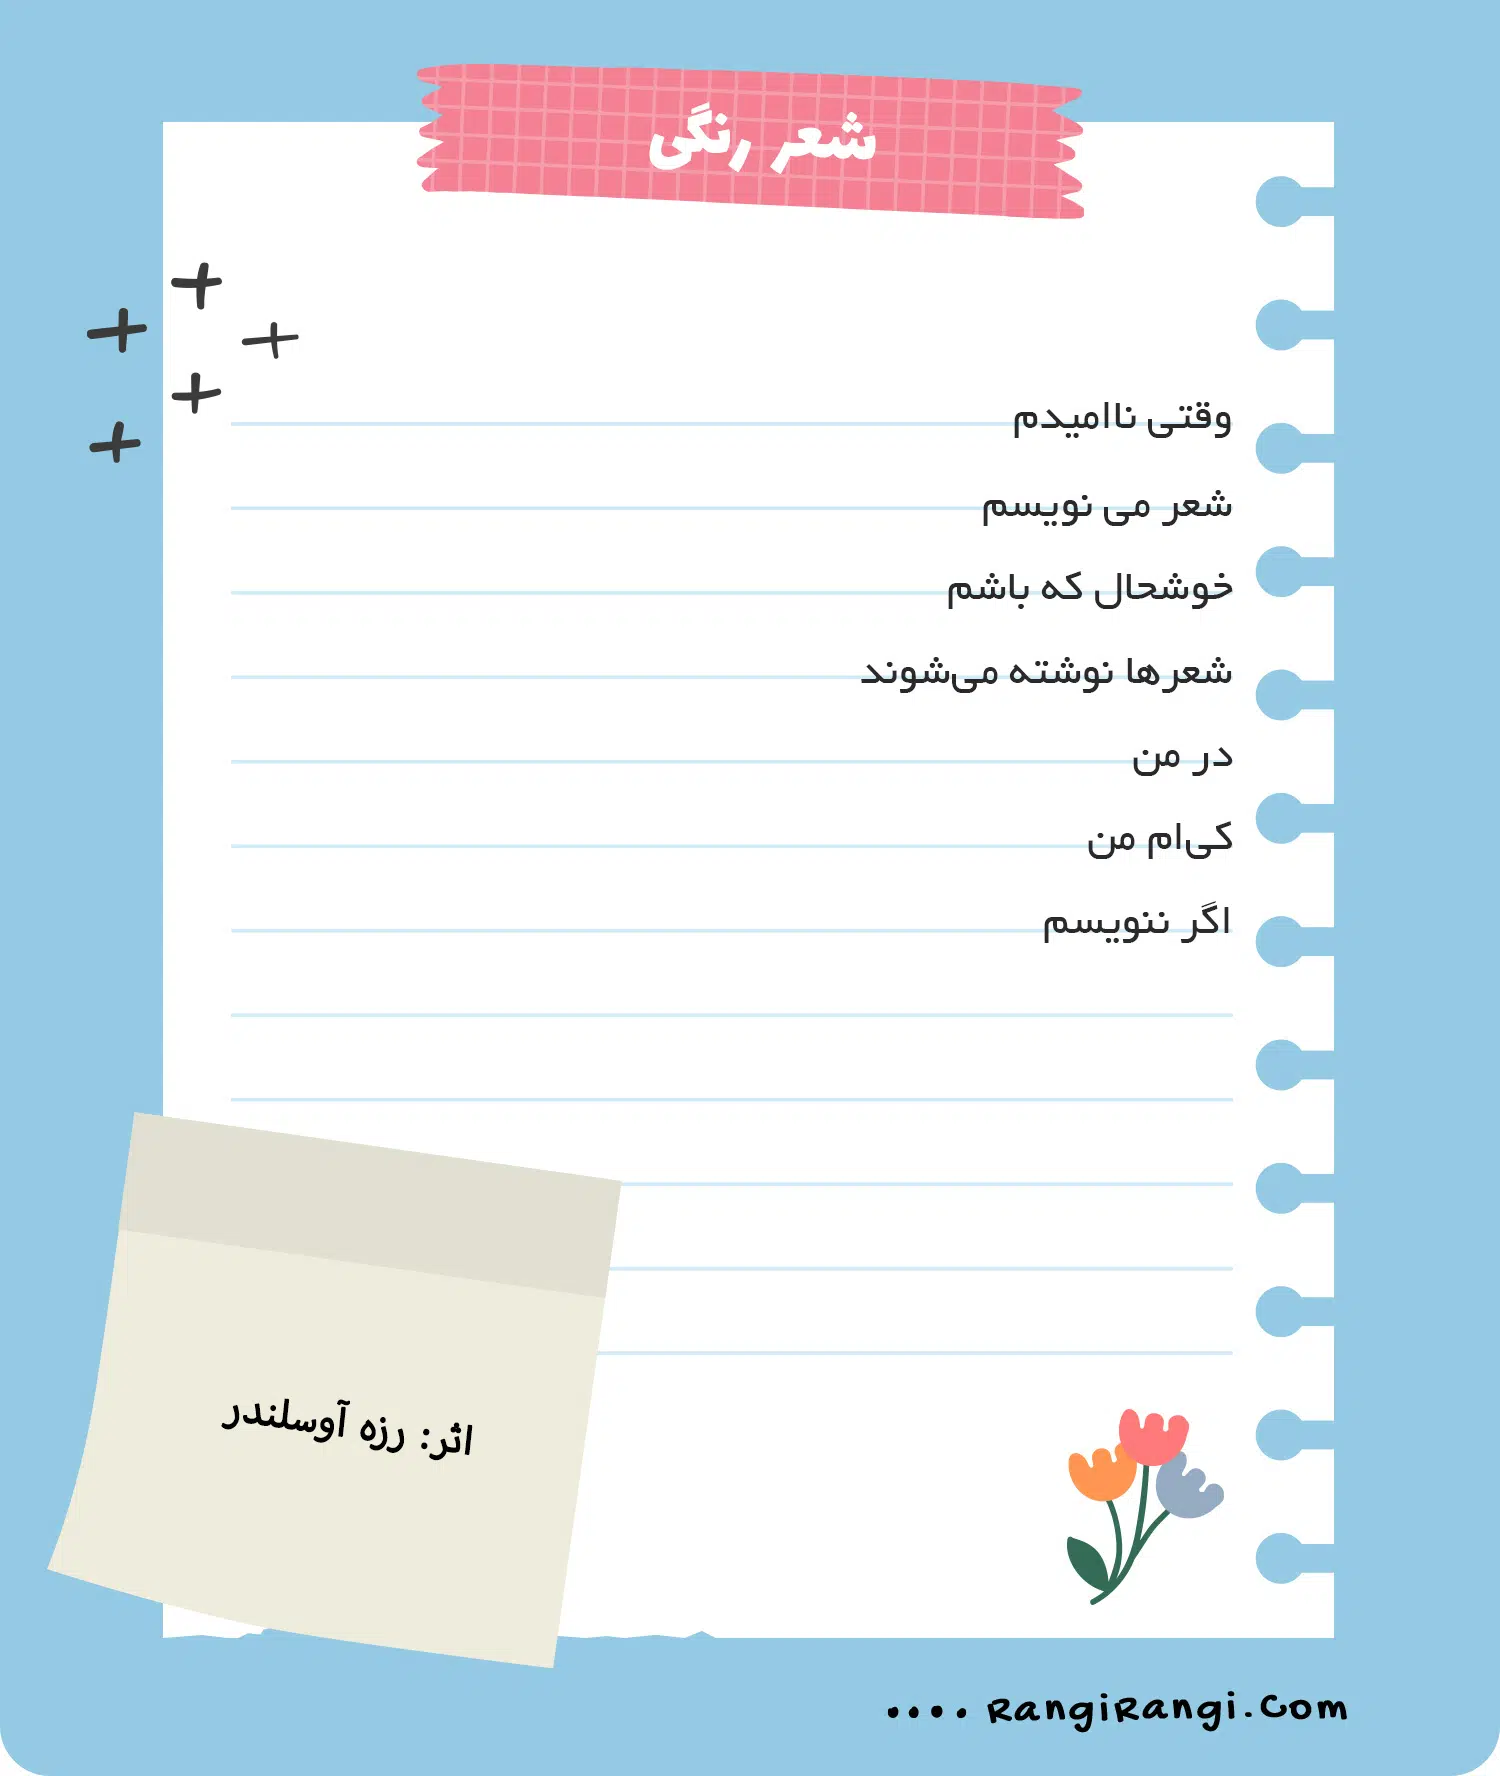 شعر رنگی
وقتی ناامیدم
شعر می نویسم
خوشحال که باشم
شعرها نوشته می‌شوند
در من
کی‌ام من
اگر ننویسم
اثر: رزه آوسلندر
.... RangiRangi.Com